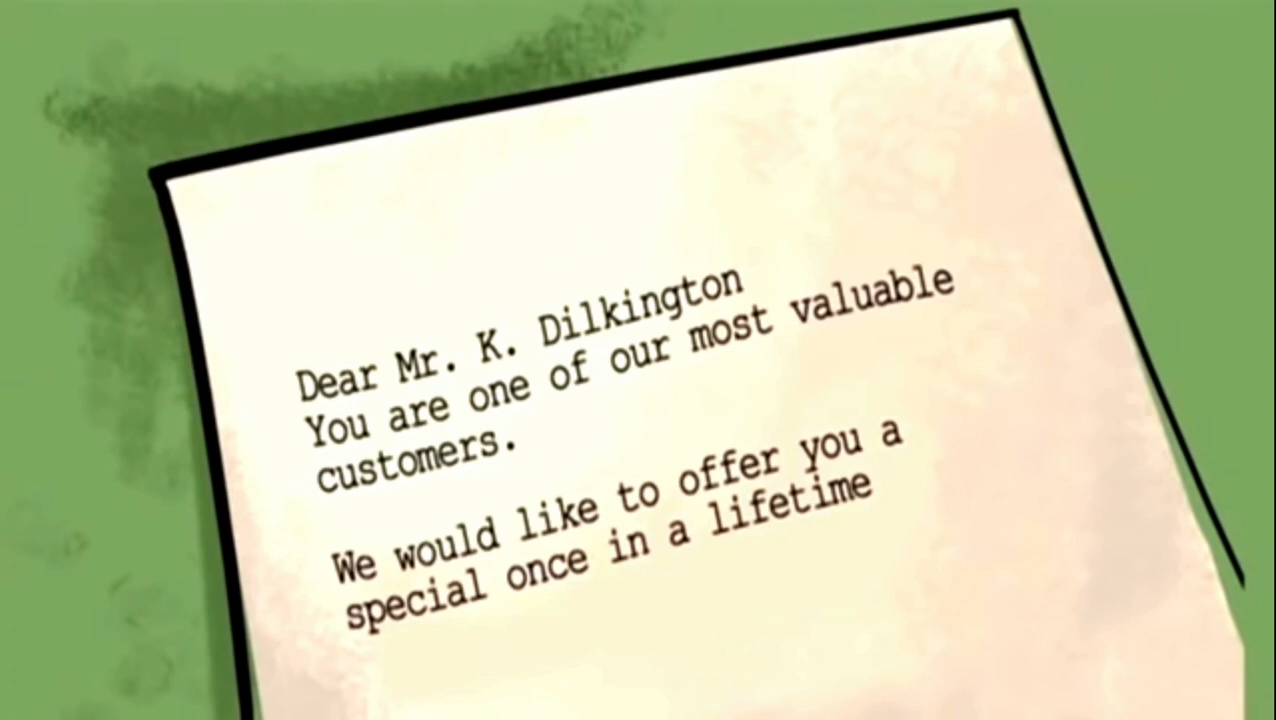 Dear Mr. K. Dilkington
You are one of our most valuable
customers.
We would like to offer you a
special once in a lifetime